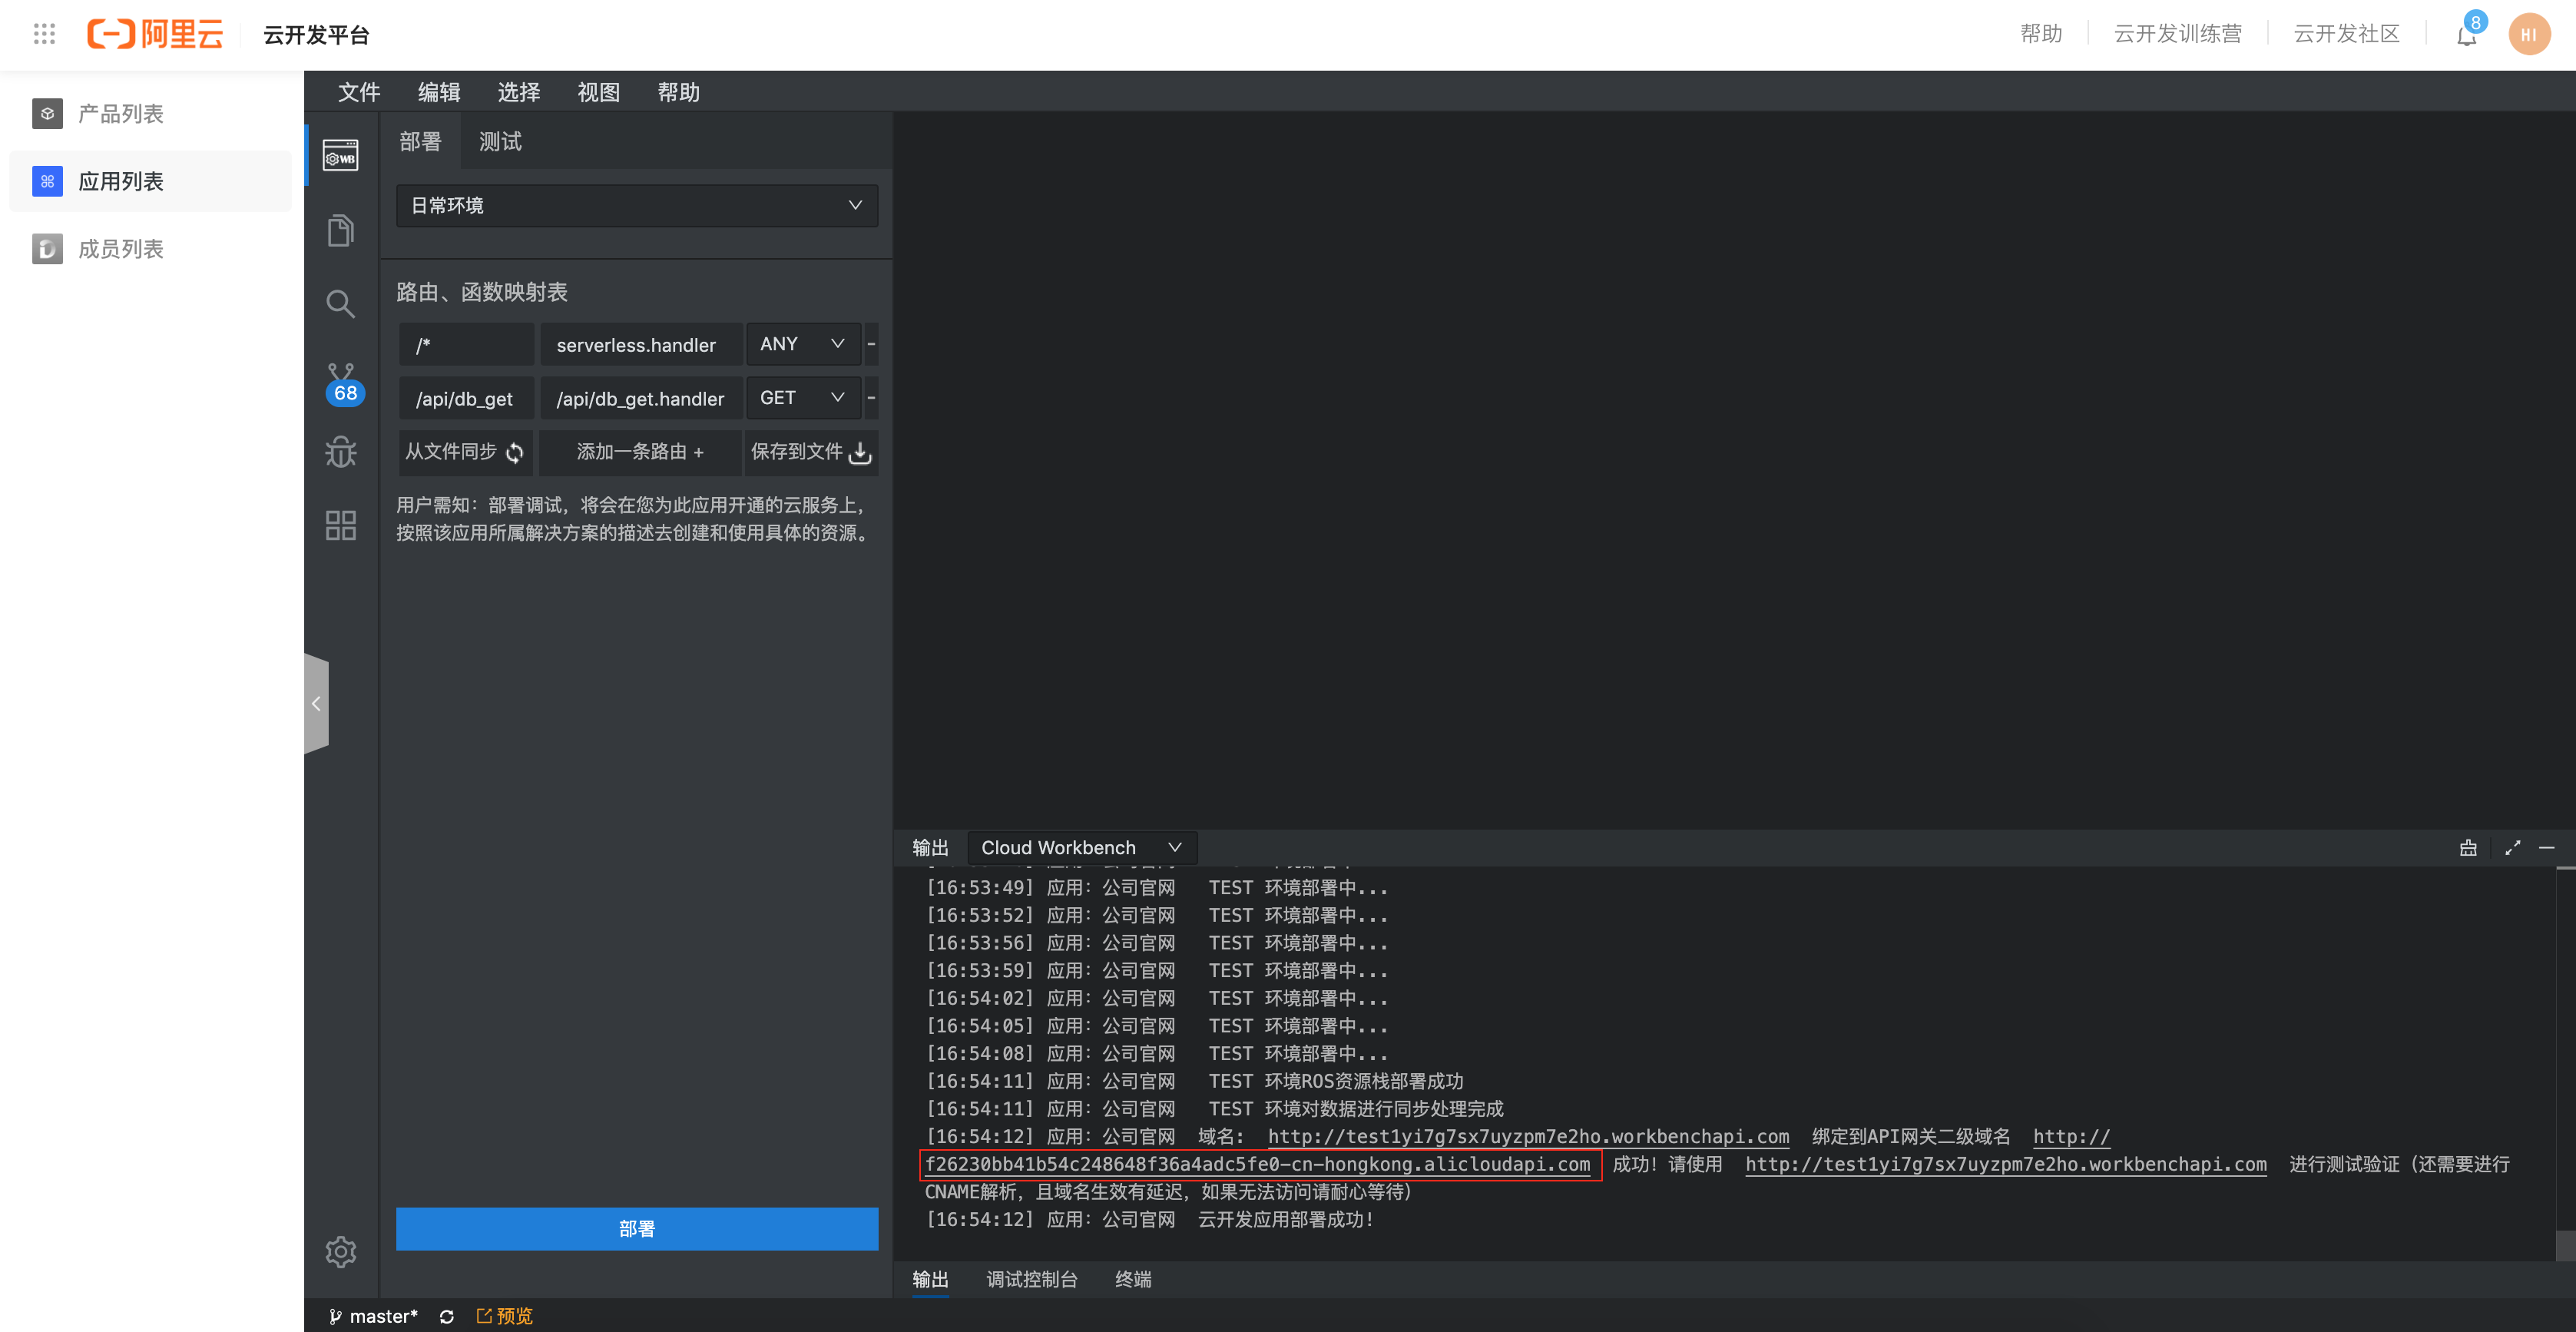 阿里云 云开发平台 帮助 云开发训练营 云开发社区 8 HI
产品列表
应用列表
成员列表
文件 编辑 选择 视图 帮助
WB
68
部署 测试
日常环境
路由、函数映射表
/* serverless.handler ANY -
/api/db_get /api/db_get.handler GET -
从文件同步 添加一条路由 + 保存到文件
用户需知：部署调试，将会在您为此应用开通的云服务上，
按照该应用所属解决方案的描述去创建和使用具体的资源。
部署
输出 Cloud Workbench
[16:53:49] 应用：公司官网 TEST 环境部署中...
[16:53:52] 应用：公司官网 TEST 环境部署中...
[16:53:56] 应用：公司官网 TEST 环境部署中...
[16:53:59] 应用：公司官网 TEST 环境部署中...
[16:54:02] 应用：公司官网 TEST 环境部署中...
[16:54:05] 应用：公司官网 TEST 环境部署中...
[16:54:08] 应用：公司官网 TEST 环境部署中...
[16:54:11] 应用：公司官网 TEST 环境ROS资源栈部署成功
[16:54:11] 应用：公司官网 TEST 环境对数据进行同步处理完成
[16:54:12] 应用：公司官网 域名： http://test1yi7g7sx7uyzpm7e2ho.workbenchapi.com 绑定到API网关二级域名 http://
f26230bb41b54c248648f36a4adc5fe0-cn-hongkong.alicloudapi.com 成功！请使用 http://test1yi7g7sx7uyzpm7e2ho.workbenchapi.com 进行测试验证（还需要进行
CNAME解析，且域名生效有延迟，如果无法访问请耐心等待）
[16:54:12] 应用：公司官网 云开发应用部署成功！
输出 调试控制台 终端
master* 预览